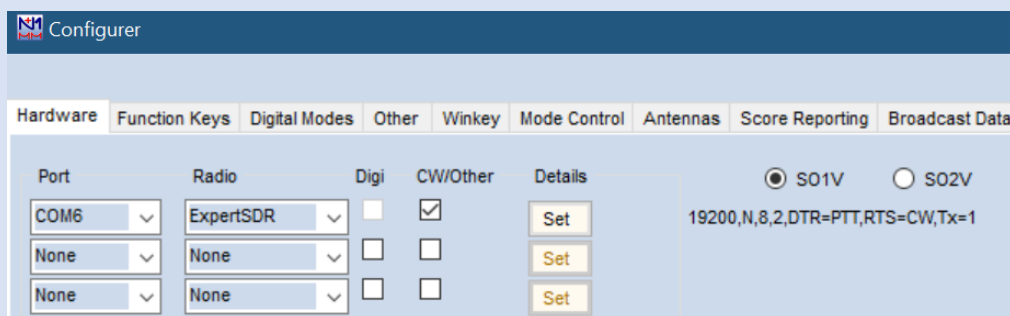 N1
MM
Configurer
Hardware Function Keys Digital Modes Other Winkey Mode Control Antennas Score Reporting Broadcast Data
Port Radio Digi CW/Other Details SO1V SO2V
COM6 ExpertSDR Set 19200,N,8,2,DTR=PTT,RTS=CW,Tx=1
None None Set
None None Set